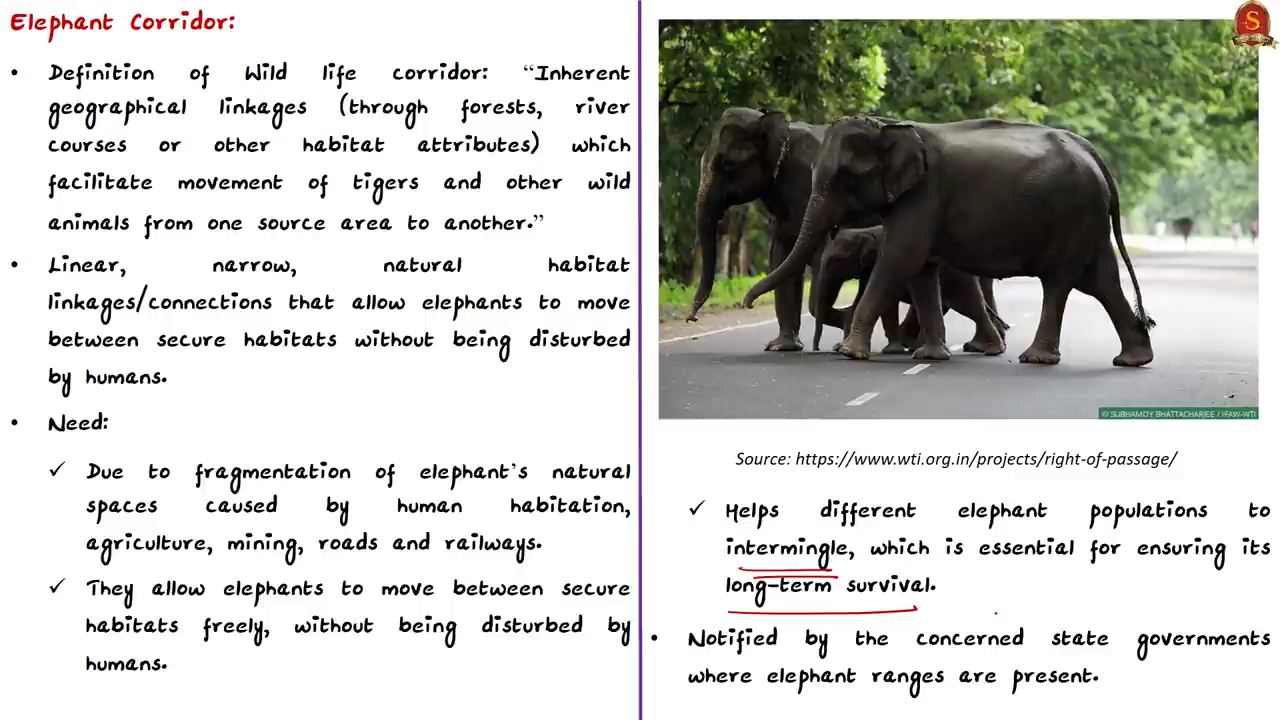 Elephant Corridor:
• Definition of Wild life corridor: “Inherent
geographical linkages (through forests, river
courses or other habitat attributes) which
facilitate movement of tigers and other wild
animals from one source area to another.”
• Linear, narrow, natural habitat
linkages/connections that allow elephants to move
between secure habitats without being disturbed
by humans.
• Need:
✓ Due to fragmentation of elephant’s natural
spaces caused by human habitation,
agriculture, mining, roads and railways.
✓ They allow elephants to move between secure
habitats freely, without being disturbed by
humans.
S
© SUBHAMOY BHATTACHARJEE / IFAW-WTI
Source: https://www.wti.org.in/projects/right-of-passage/
✓ Helps different elephant populations to
intermingle, which is essential for ensuring its
long-term survival.
• Notified by the concerned state governments
where elephant ranges are present.